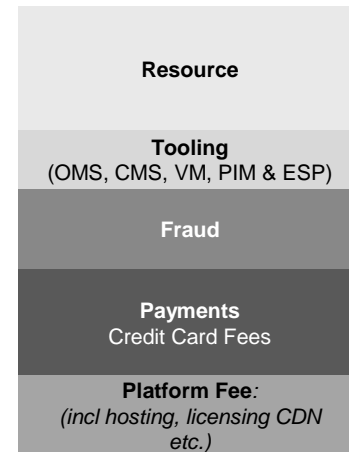 Resource
Tooling
(OMS, CMS, VM, PIM & ESP)
Fraud
Payments
Credit Card Fees
Platform Fee:
(incl hosting, licensing CDN
etc.)